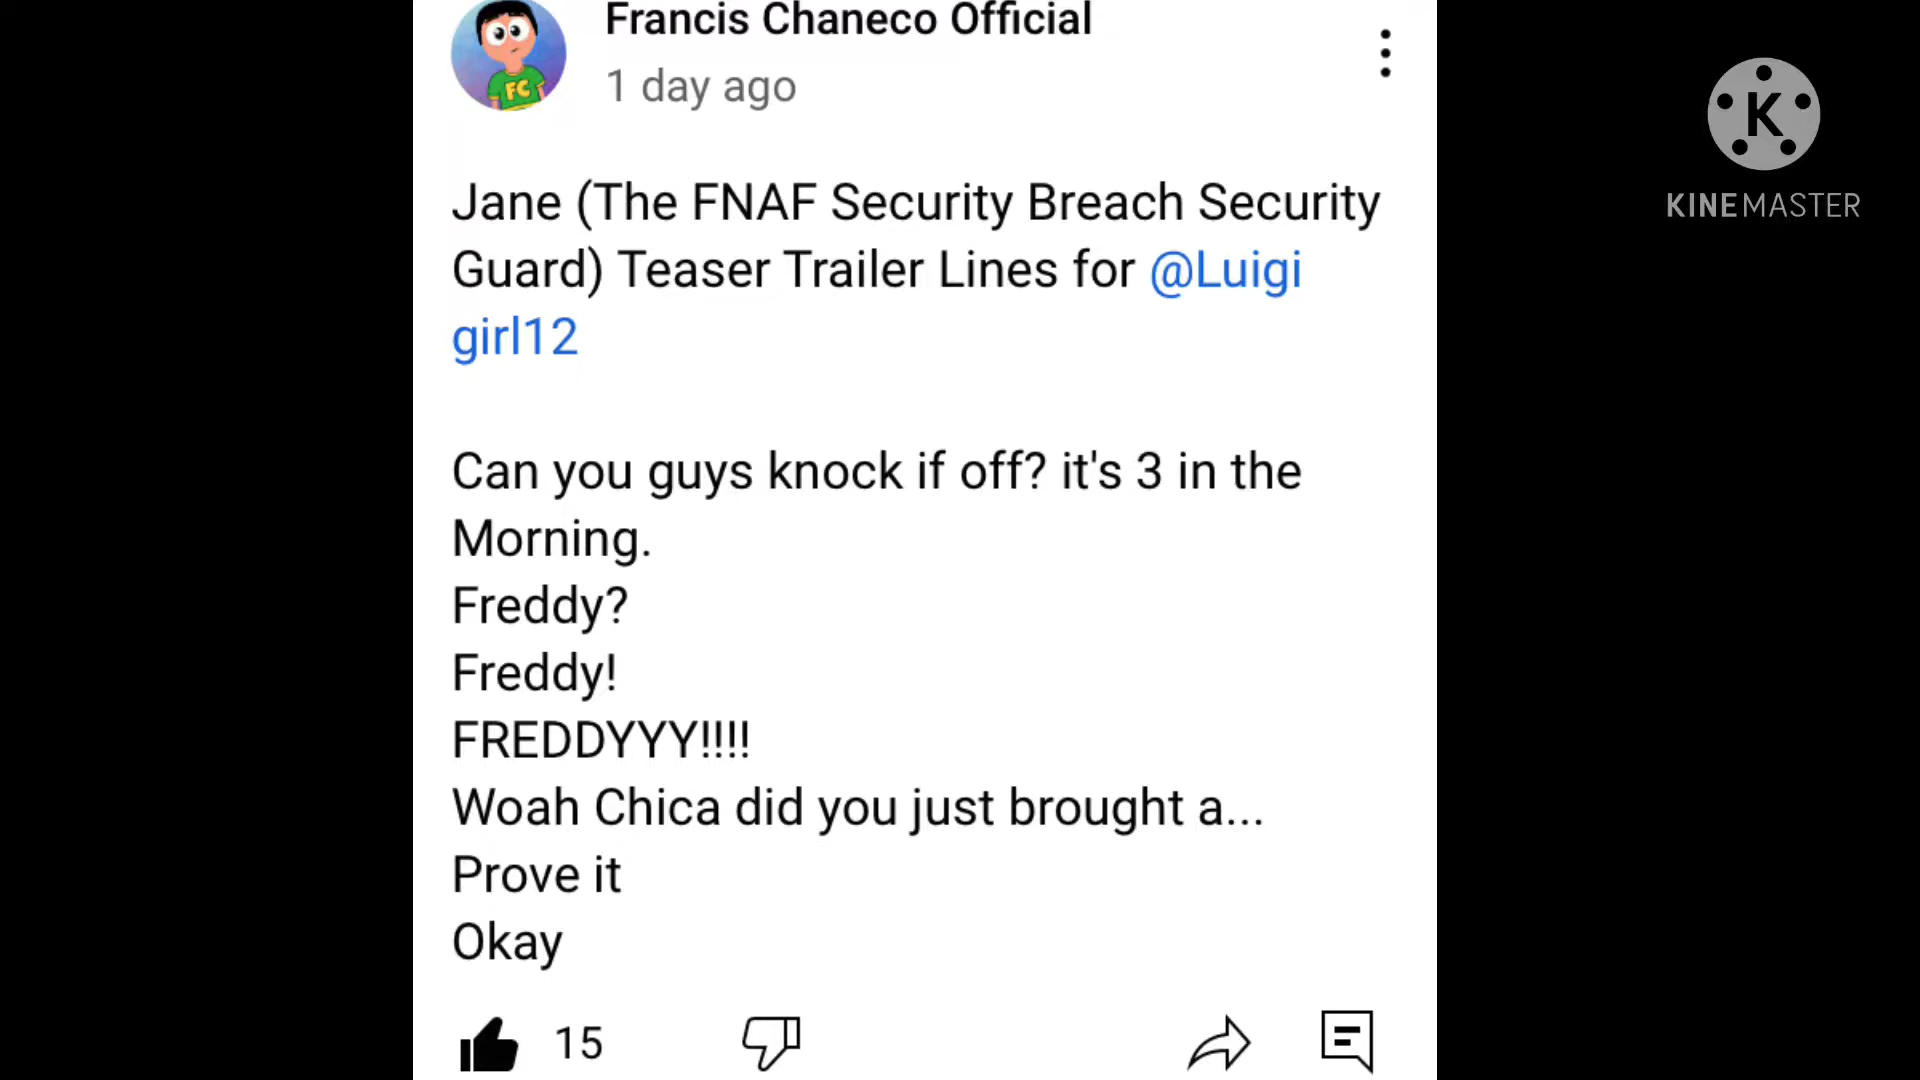 Francis Chaneco Official
1 day ago
FC
K
KINEMASTER
Jane (The FNAF Security Breach Security
Guard) Teaser Trailer Lines for @Luigi
girl12
Can you guys knock if off? it's 3 in the
Morning.
Freddy?
Freddy!
FREDDYYY!!!!
Woah Chica did you just brought a...
Prove it
Okay
15